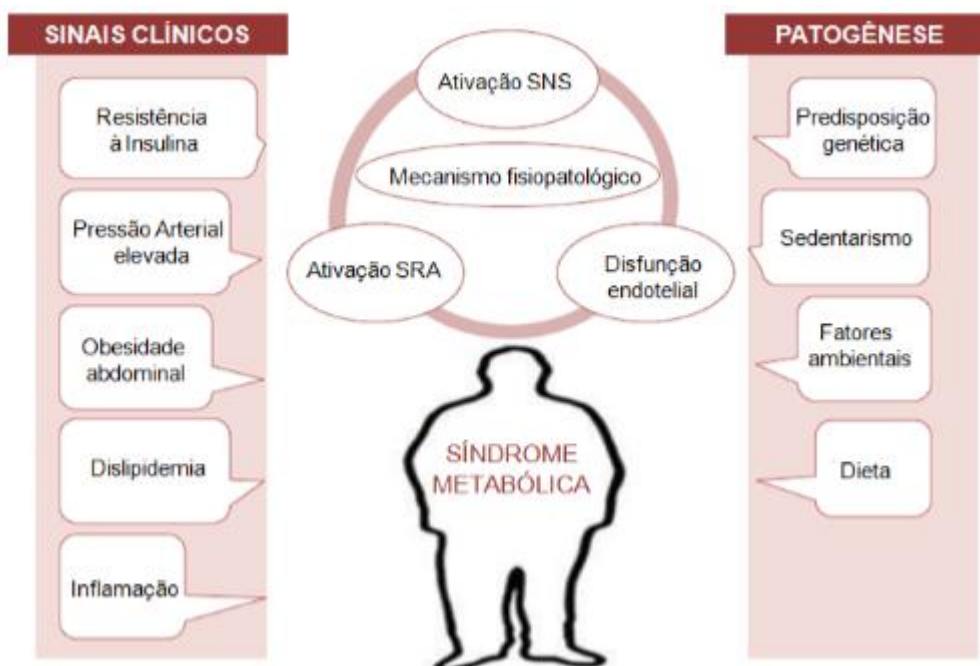 SINAIS CLÍNICOS
Resistência
à Insulina
Pressão Arterial
elevada
Obesidade
abdominal
Dislipidemia
Inflamação
Ativação SNS
Mecanismo fisiopatológico
Ativação SRA
Disfunção
endotelial
SÍNDROME
METABÓLICA
PATOGÊNESE
Predisposição
genética
Sedentarismo
Fatores
ambientais
Dieta